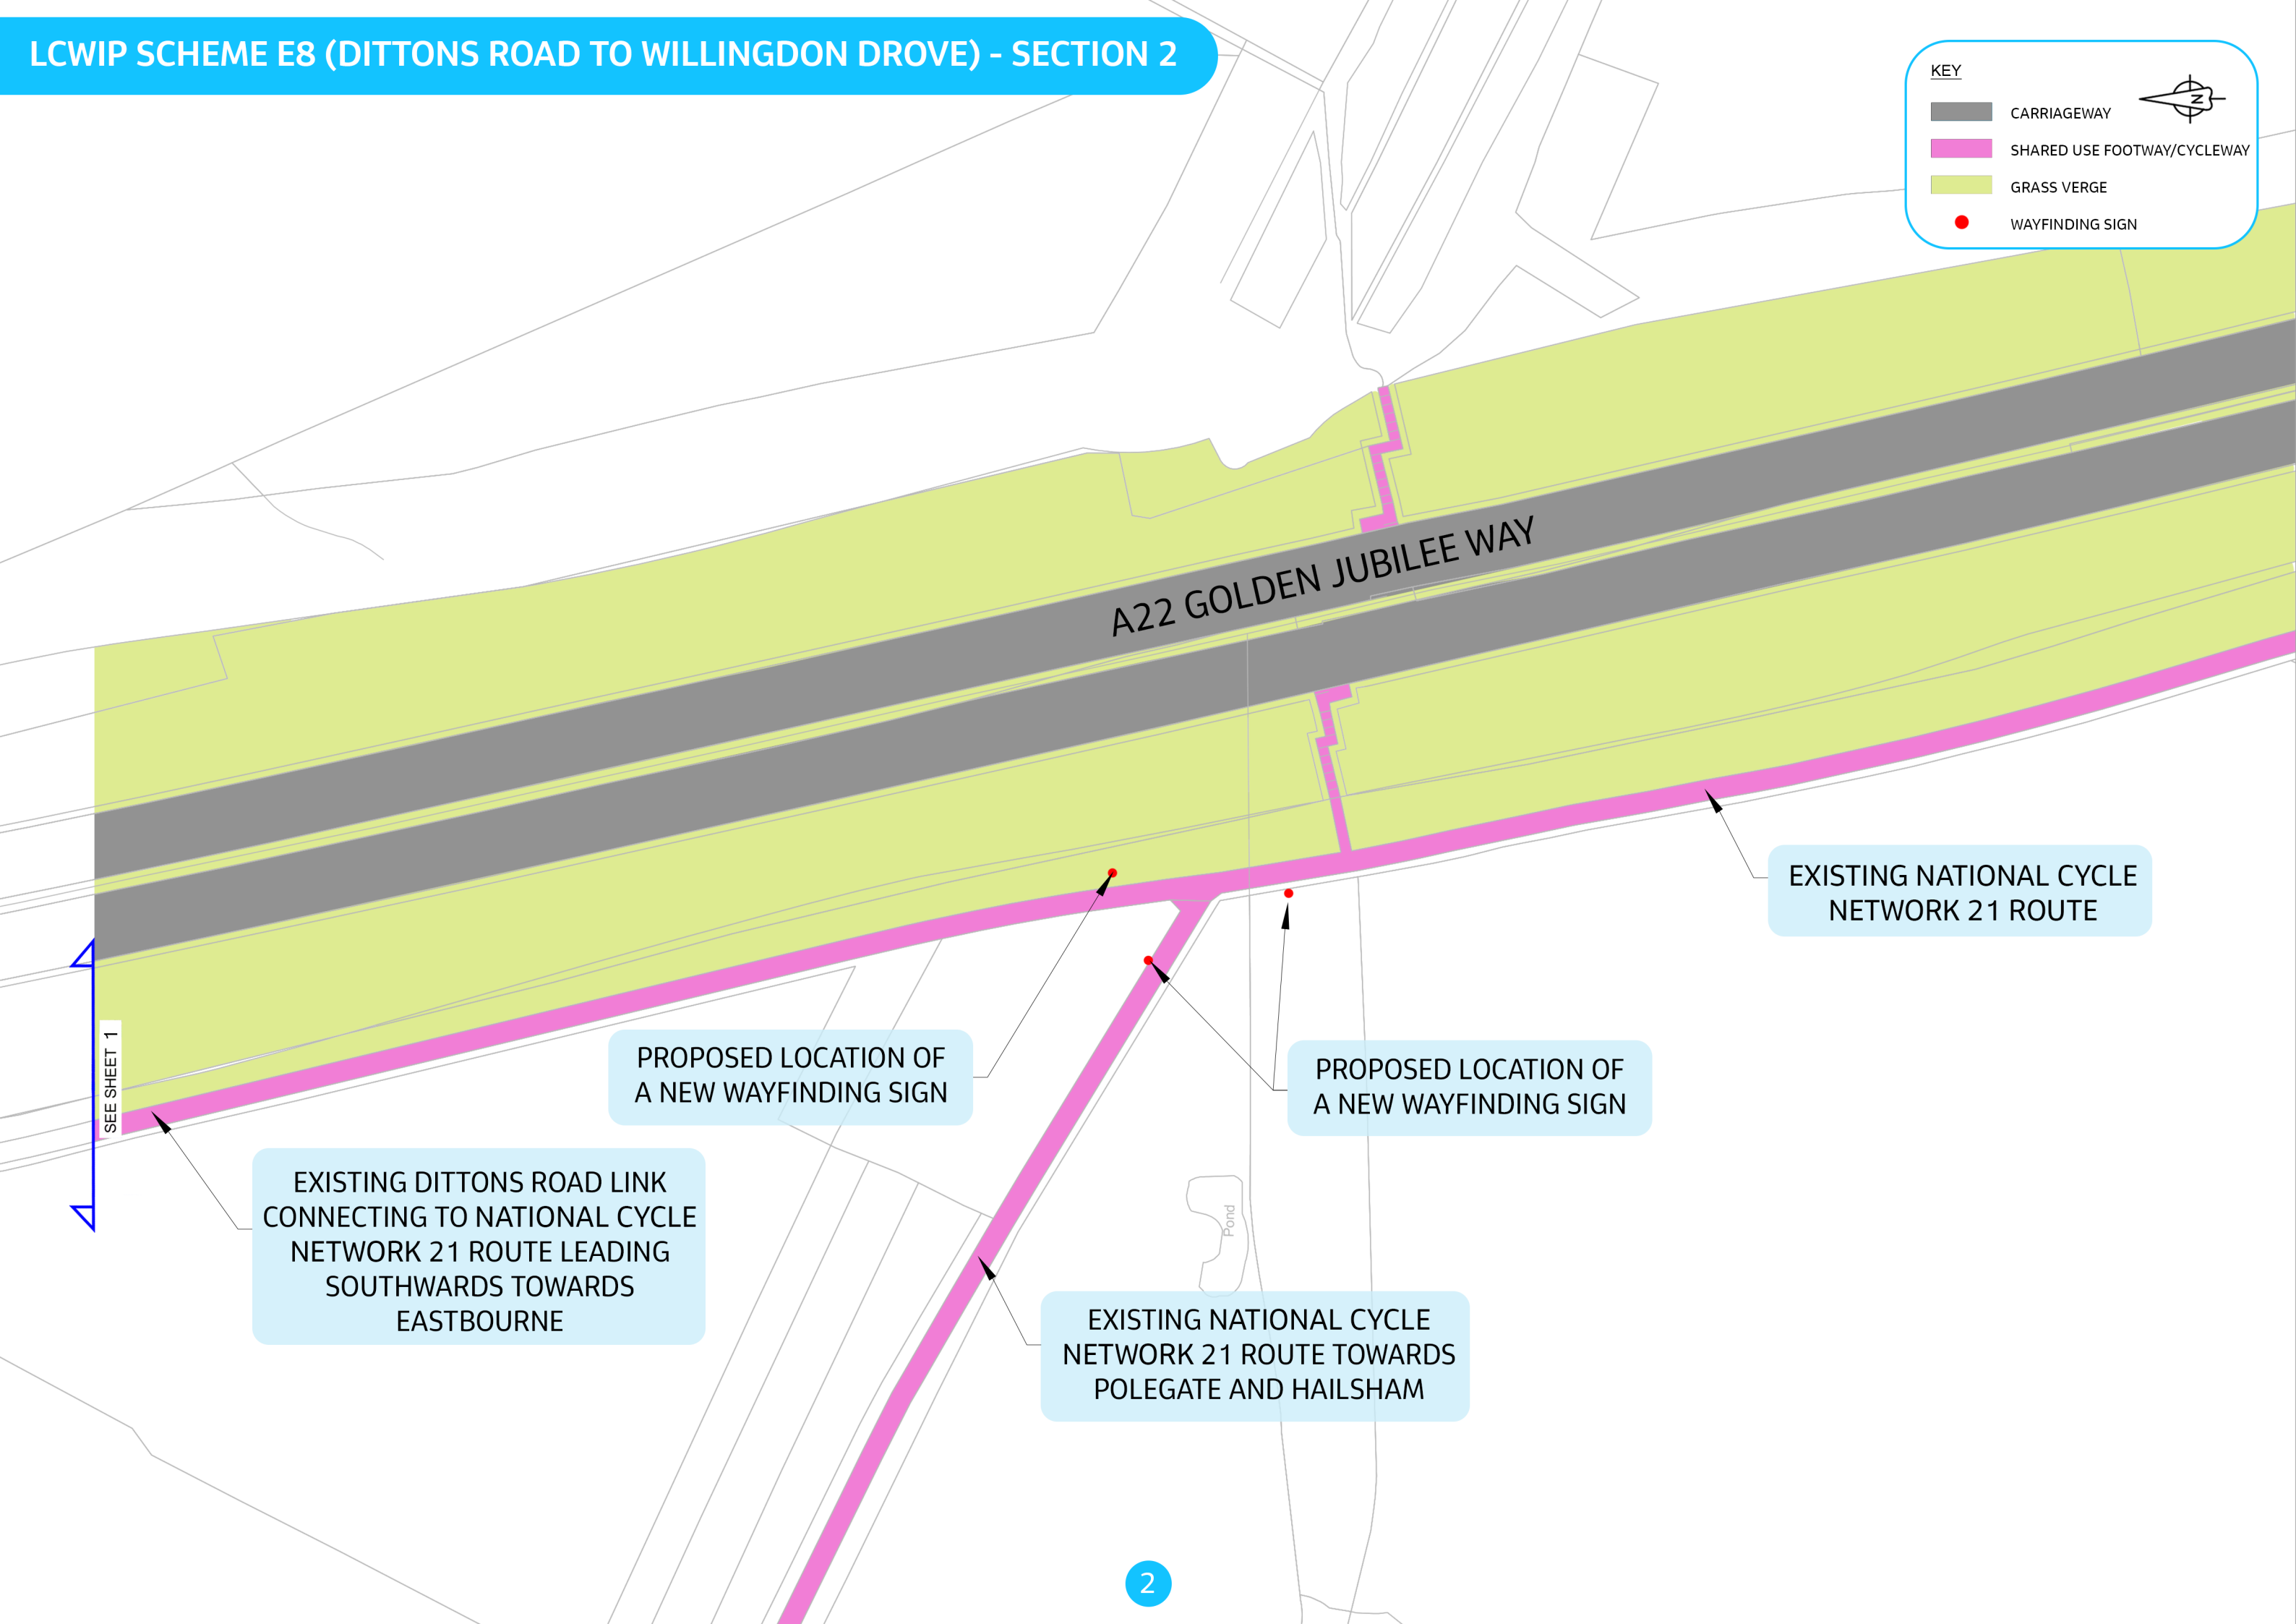 LCWIP SCHEME E8 (DITTONS ROAD TO WILLINGDON DROVE) - SECTION 2
KEY
N
CARRIAGEWAY
SHARED USE FOOTWAY/CYCLEWAY
GRASS VERGE
WAYFINDING SIGN
A22 GOLDEN JUBILEE WAY
EXISTING NATIONAL CYCLE
NETWORK 21 ROUTE
SEE SHEET 1
PROPOSED LOCATION OF
A NEW WAYFINDING SIGN
PROPOSED LOCATION OF
A NEW WAYFINDING SIGN
EXISTING DITTONS ROAD LINK
CONNECTING TO NATIONAL CYCLE
NETWORK 21 ROUTE LEADING
SOUTHWARDS TOWARDS
EASTBOURNE
Pond
EXISTING NATIONAL CYCLE
NETWORK 21 ROUTE TOWARDS
POLEGATE AND HAILSHAM
2